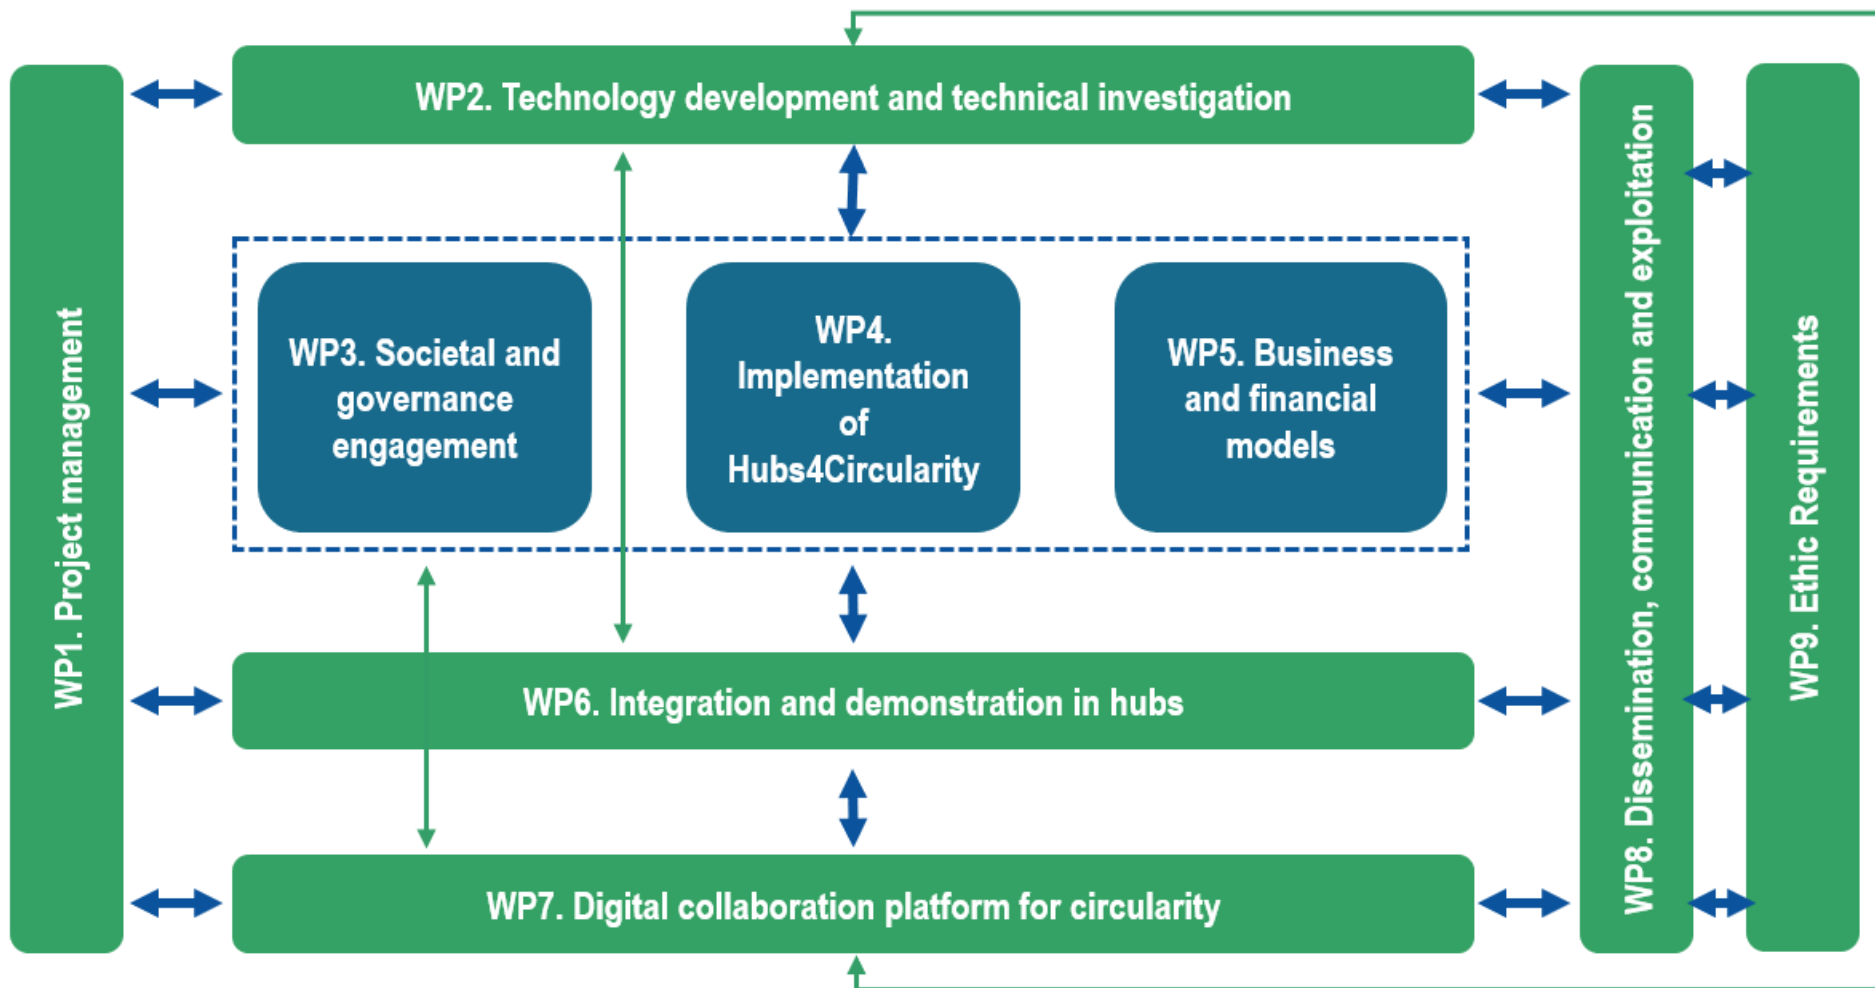 WP1. Project management
WP2. Technology development and technical investigation
WP3. Societal and
governance
engagement
WP4.
Implementation
of
Hubs4Circularity
WP5. Business
and financial
models
WP6. Integration and demonstration in hubs
WP7. Digital collaboration platform for circularity
WP8. Dissemination, communication and exploitation
WP9. Ethic Requirements